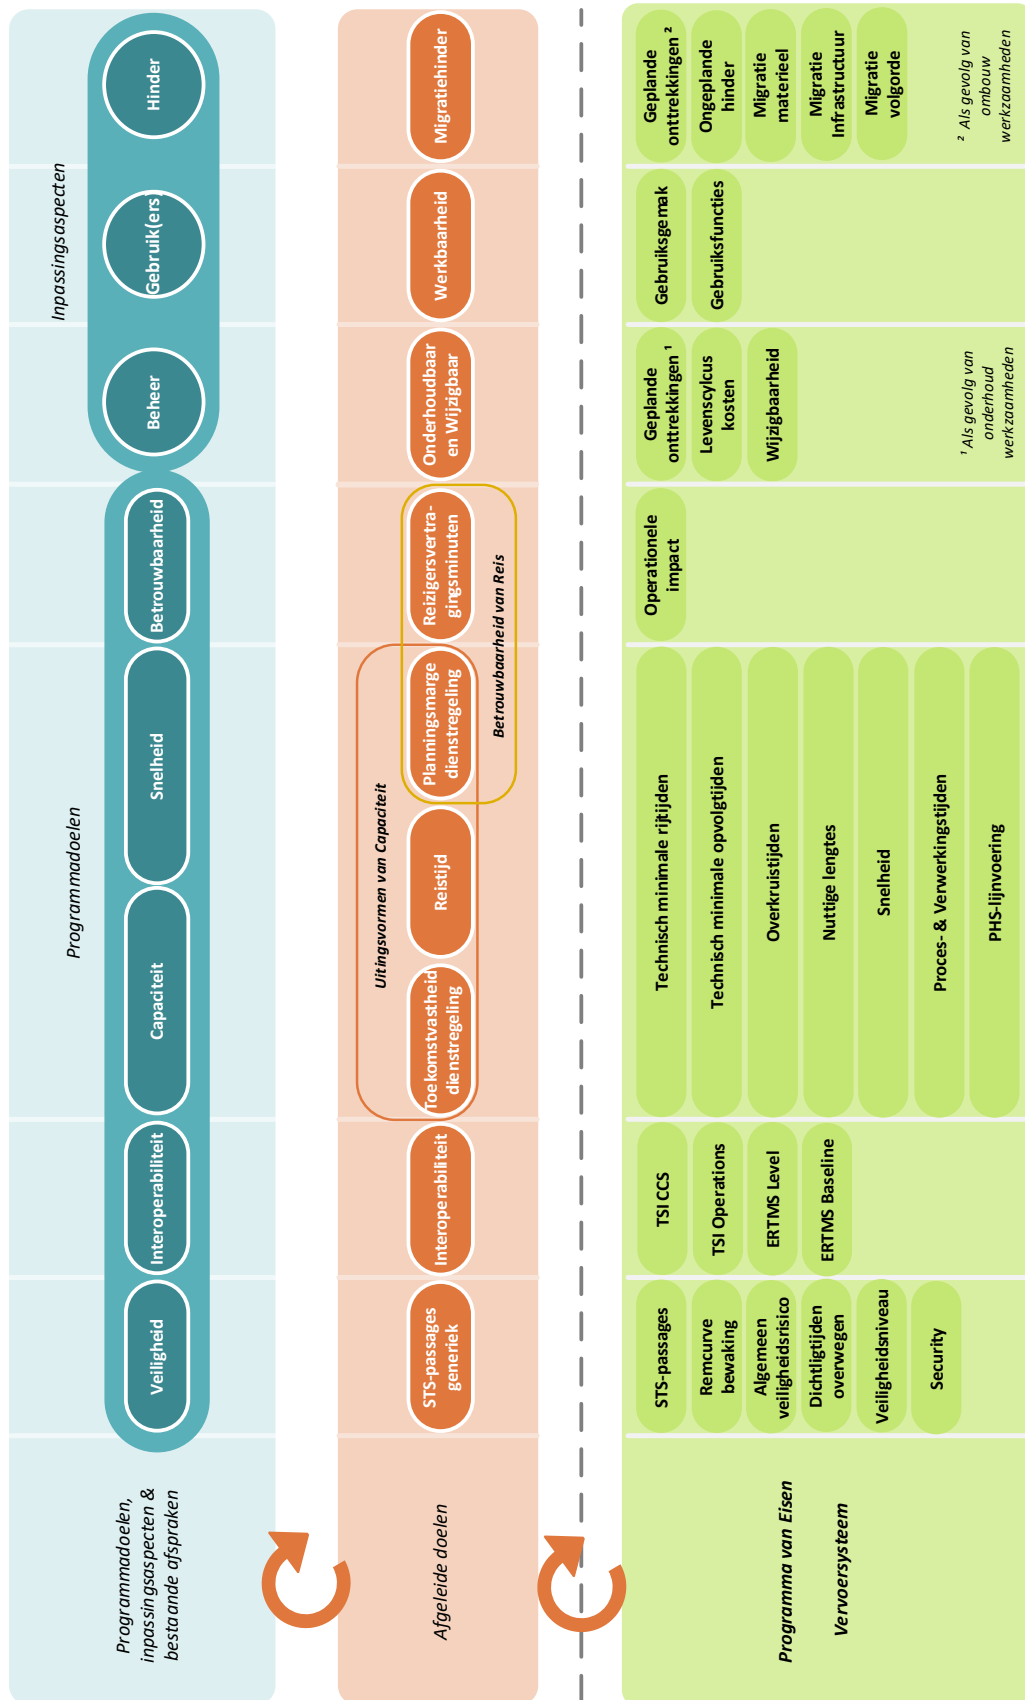 Programmadoelen,
inpassingsaspecten &
bestaande afspraken
Programmadoelen
Inpassingsaspecten
Veiligheid
Interoperabiliteit
Capaciteit
Snelheid
Betrouwbaarheid
Beheer
Gebruik(ers)
Hinder
Afgeleide doelen
Uitingsvormen van Capaciteit
STS-passages
generiek
Interoperabiliteit
Toekomstvastheid
dienstregeling
Reistijd
Planningsmarge
dienstregeling
Reizigersvertra-
gingsminuten
Onderhoudbaar
en Wijzigbaar
Werkbaarheid
Migratiehinder
Betrouwbaarheid van Reis
Programma van Eisen
Vervoersysteem
STS-passages
Remcurve
bewaking
Algemeen
veiligheidsrisico
Dichtligtijden
overwegen
Veiligheidsniveau
Security
TSI CCS
TSI Operations
ERTMS Level
ERTMS Baseline
Technisch minimale rijtijden
Technisch minimale opvolgtijden
Overkruistijden
Nuttige lengtes
Snelheid
Proces- & Verwerkingstijden
PHS-lijnvoering
Operationele
impact
Geplande
onttrekkingen ¹
Levenscylcus
kosten
Wijzigbaarheid
¹ Als gevolg van
onderhoud
werkzaamheden
Gebruiksgemak
Gebruiksfuncties
Geplande
onttrekkingen ²
Ongeplande
hinder
Migratie
materieel
Migratie
Infrastructuur
Migratie
volgorde
² Als gevolg van
ombouw
werkzaamheden